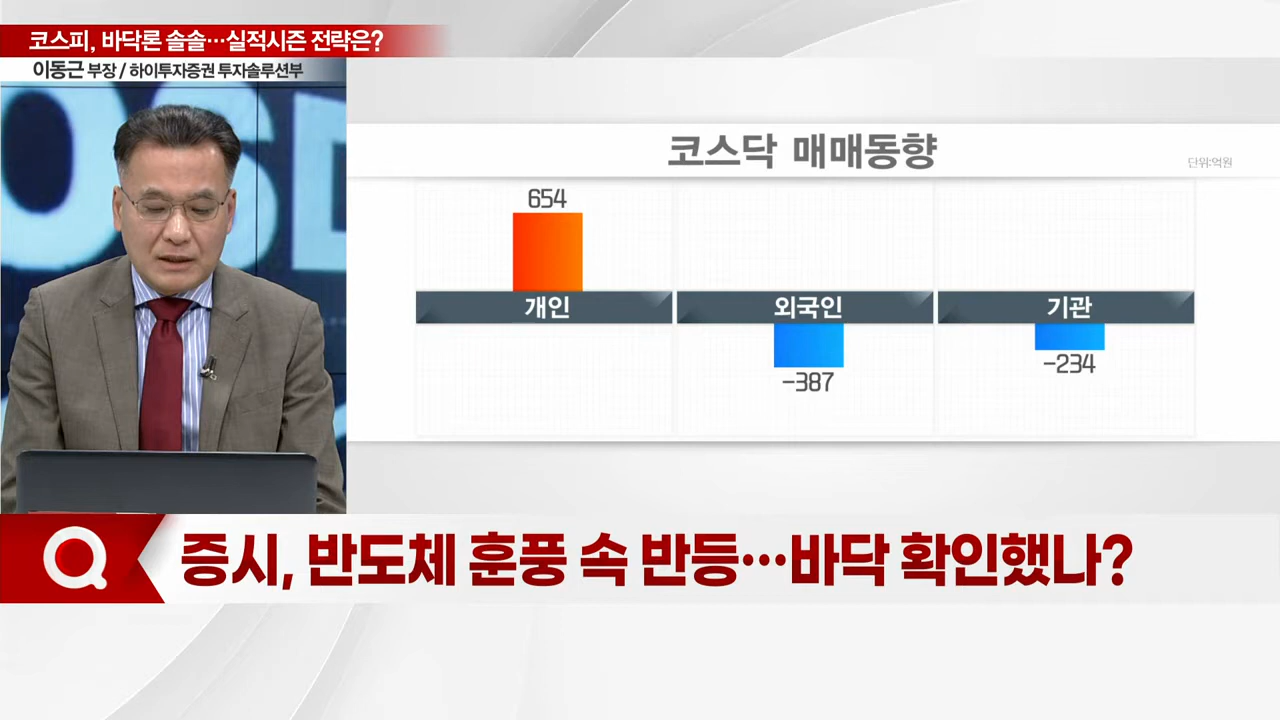 코스피, 바닥론 솔솔…실적시즌 전략은?
이동근 부장 / 하이투자증권 투자솔루션부
코스닥 매매동향
단위:억원
654
개인
외국인
기관
-387
-234
Q
증시, 반도체 훈풍 속 반등…바닥 확인했나?